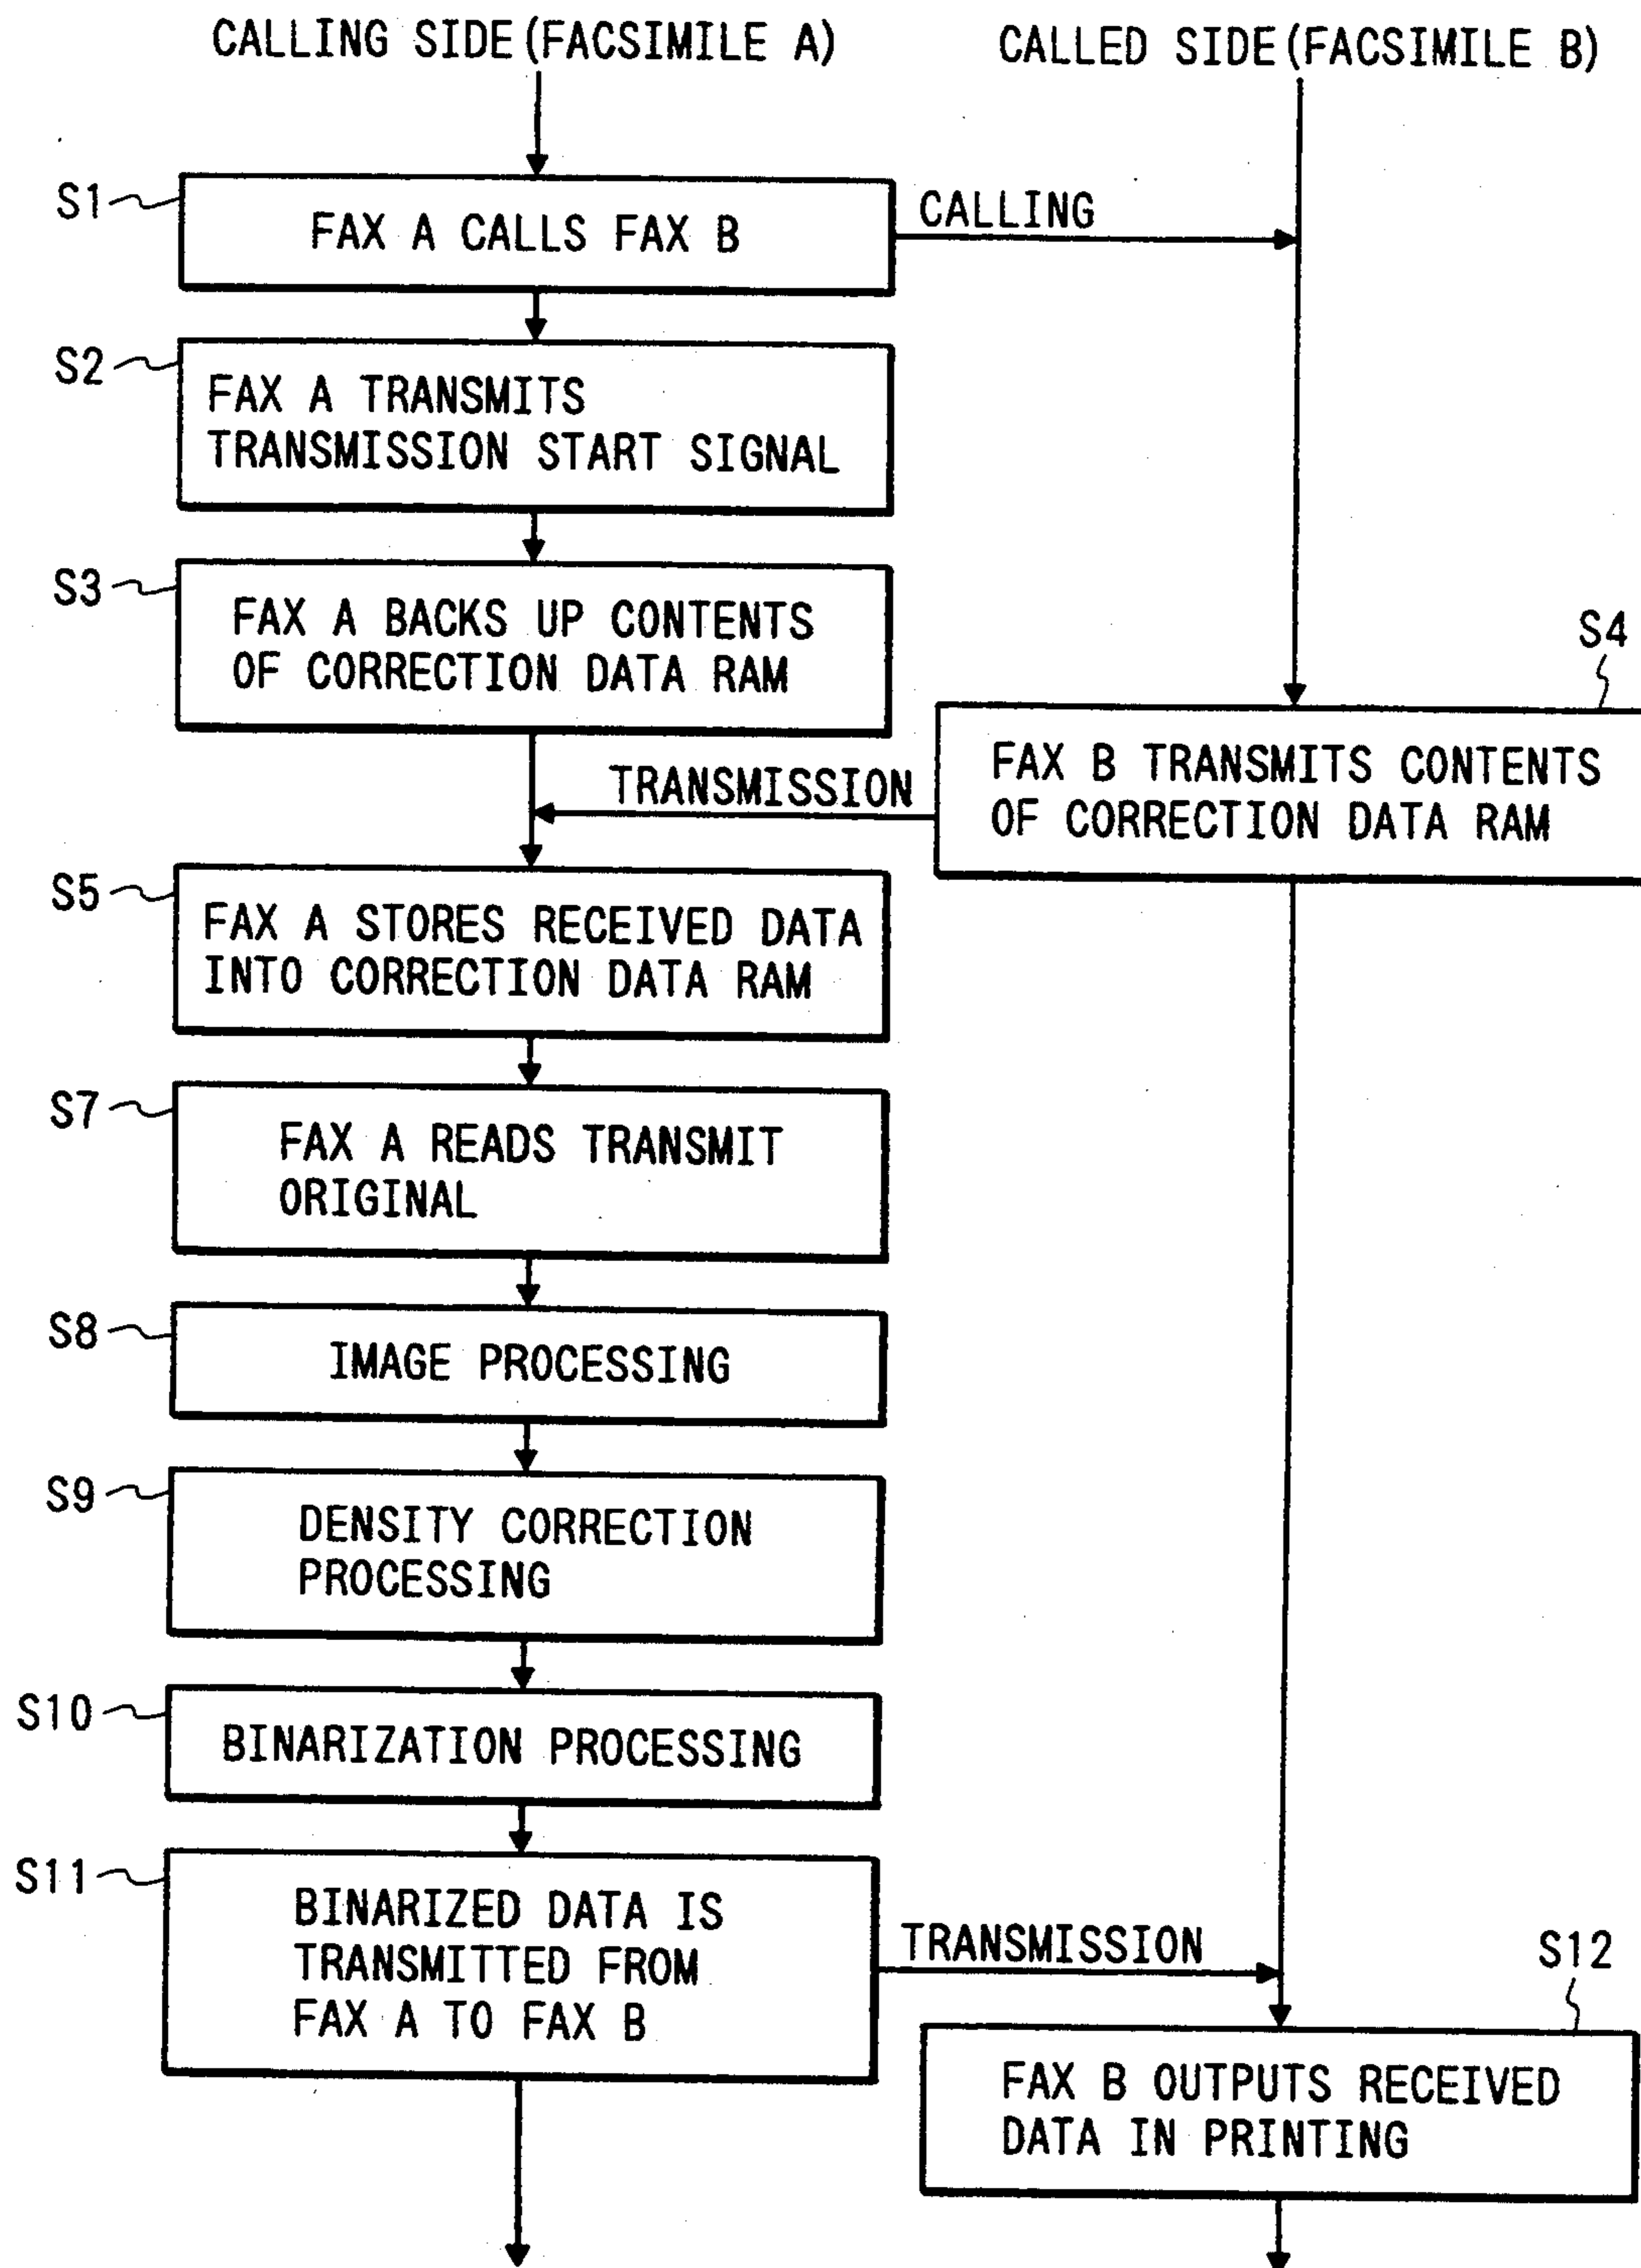 CALLING SIDE(FACSIMILE A)
CALLED SIDE(FACSIMILE B)
S1
FAX A CALLS FAX B
CALLING
S2
FAX A TRANSMITS
TRANSMISSION START SIGNAL
S3
FAX A BACKS UP CONTENTS
OF CORRECTION DATA RAM
S4
FAX B TRANSMITS CONTENTS
OF CORRECTION DATA RAM
TRANSMISSION
S5
FAX A STORES RECEIVED DATA
INTO CORRECTION DATA RAM
S7
FAX A READS TRANSMIT
ORIGINAL
S8
IMAGE PROCESSING
S9
DENSITY CORRECTION
PROCESSING
S10
BINARIZATION PROCESSING
S11
BINARIZED DATA IS
TRANSMITTED FROM
FAX A TO FAX B
TRANSMISSION
S12
FAX B OUTPUTS RECEIVED
DATA IN PRINTING